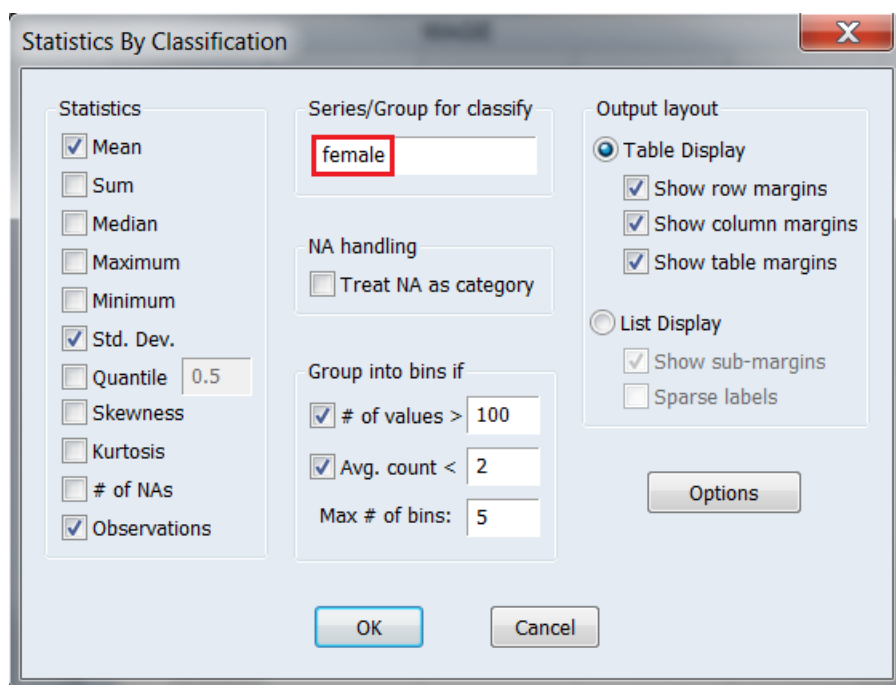 Statistics By Classification
Statistics
Mean
Sum
Median
Maximum
Minimum
Std. Dev.
Quantile 0.5
Skewness
Kurtosis
# of NAs
Observations
Series/Group for classify
female
NA handling
Treat NA as category
Group into bins if
# of values > 100
Avg. count < 2
Max # of bins: 5
Output layout
Table Display
Show row margins
Show column margins
Show table margins
List Display
Show sub-margins
Sparse labels
Options
OK
Cancel